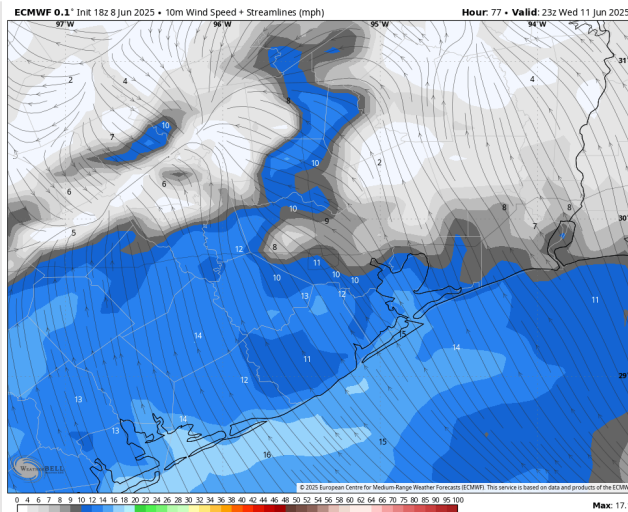 ECMWF 0.1° Init 18z 8 Jun 2025 • 10m Wind Speed + Streamlines (mph)
Hour: 77 • Valid: 23z Wed 11 Jun 2025
97°W 96°W 95°W 94°W
31°
2 4 4
8
10 7
10 2
6 6
10 8 8
9 7 30°
5
12 8
11
10 10 10
13 12
11
14 15
14
11 29°
12
13
14
13
15
16
WeatherBELL
© 2025 European Centre for Medium-Range Weather Forecasts (ECMWF). This service is based on data and products of the ECMW
0 4 6 7 8 9 10 12 14 16 18 20 22 24 26 28 30 32 34 36 38 40 42 44 46 48 50 52 54 56 58 60 62 64 66 68 70 75 80 85 90 95 100
Max: 17.